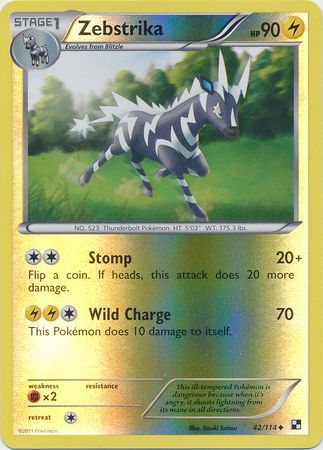 STAGE1
Zebstrika
HP 90
Evolves from Blitzle
NO. 523 Thunderbolt Pokémon HT: 5'03" WT: 175.3 lbs.
Stomp 20+
Flip a coin. If heads, this attack does 20 more
damage.
Wild Charge 70
This Pokémon does 10 damage to itself.
weakness
resistance
×2
retreat
This ill-tempered Pokémon is
dangerous because when it's
angry, it shoots lightning from
its mane in all directions.
©2011 Pokémon
Illus. Kouki Saitou
42/114